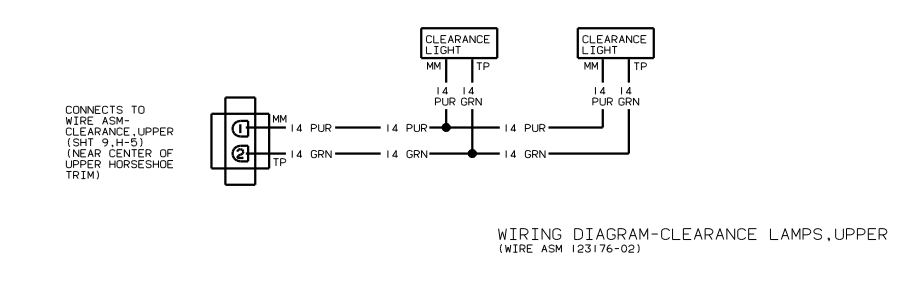 CLEARANCE
LIGHT
CLEARANCE
LIGHT
MM TP
MM TP
14 14
PUR GRN
14 14
PUR GRN
CONNECTS TO
WIRE ASM-
CLEARANCE,UPPER
(SHT 9,H-5)
(NEAR CENTER OF
UPPER HORSESHOE
TRIM)
MM
1 14 PUR 14 PUR 14 PUR
2 14 GRN 14 GRN 14 GRN
TP
WIRING DIAGRAM-CLEARANCE LAMPS,UPPER
(WIRE ASM 123176-02)